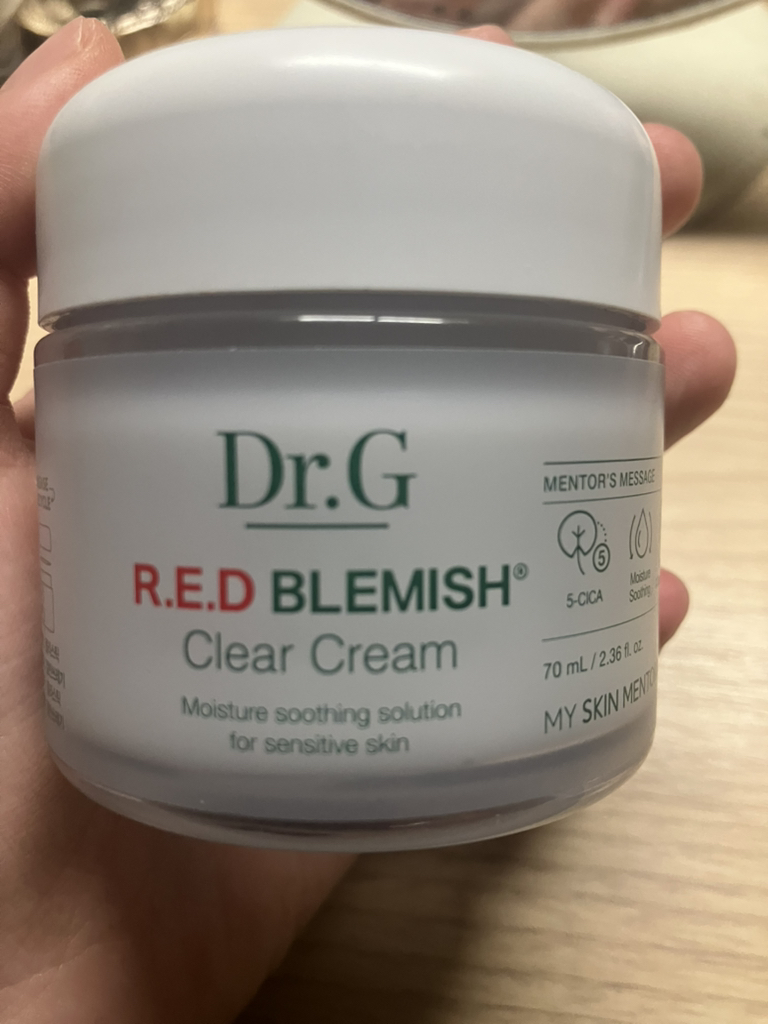 Dr.G
R.E.D BLEMISH®
Clear Cream
Moisture soothing solution
for sensitive skin
MENTOR'S MESSAGE
5
5-CICA
Moisture
Soothing
70 mL / 2.36 fl. oz.
MY SKIN MENTO